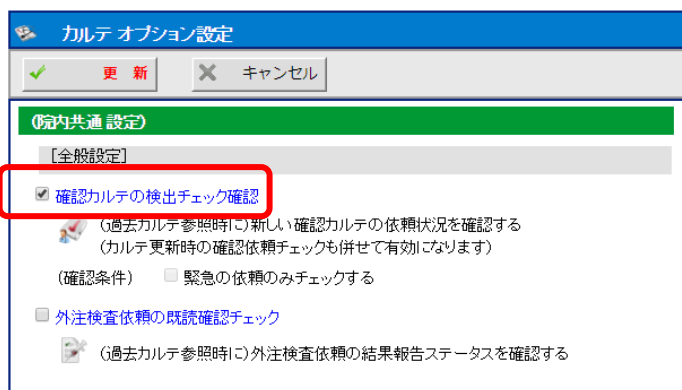 カルテ オプション設定
更 新
キャンセル
(院内共通 設定)
[全般設定]
確認カルテの検出チェック確認
(過去カルテ参照時に)新しい確認カルテの依頼状況を確認する
(カルテ更新時の確認依頼チェックも併せて有効になります)
(確認条件) 緊急の依頼のみチェックする
外注検査依頼の既読確認チェック
(過去カルテ参照時に)外注検査依頼の結果報告ステータスを確認する